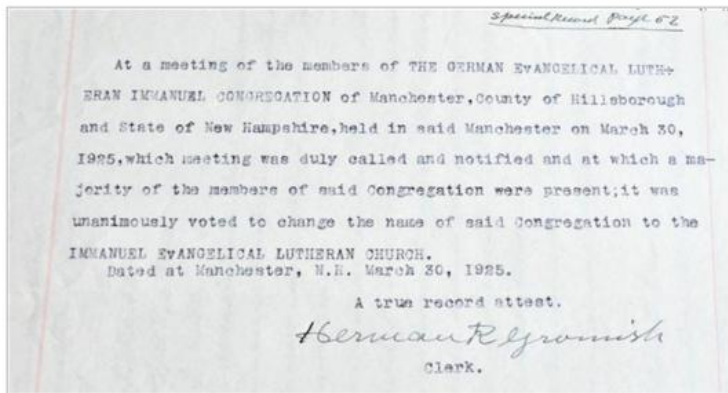 special Record Page 52
At a meeting of the members of THE GERMAN EvANGELICAL LUTH-
ERAN IMMANUEL CONGREGATION of Manchester,County of Hillsborough
and State of New Hampshire,held in said Manchester on March 30,
1925,which meeting was duly called and notified and at which a ma-
jority of the members of said Congregation were present;it was
unanimously voted to change the name of said Congregation to the
IMMANUEL EvANGELICAL LUTHERAN CHURCH.
Dated at Manchester, N.H. March 30, 1925.
A true record attest.
Herman R Gromish
Clerk.